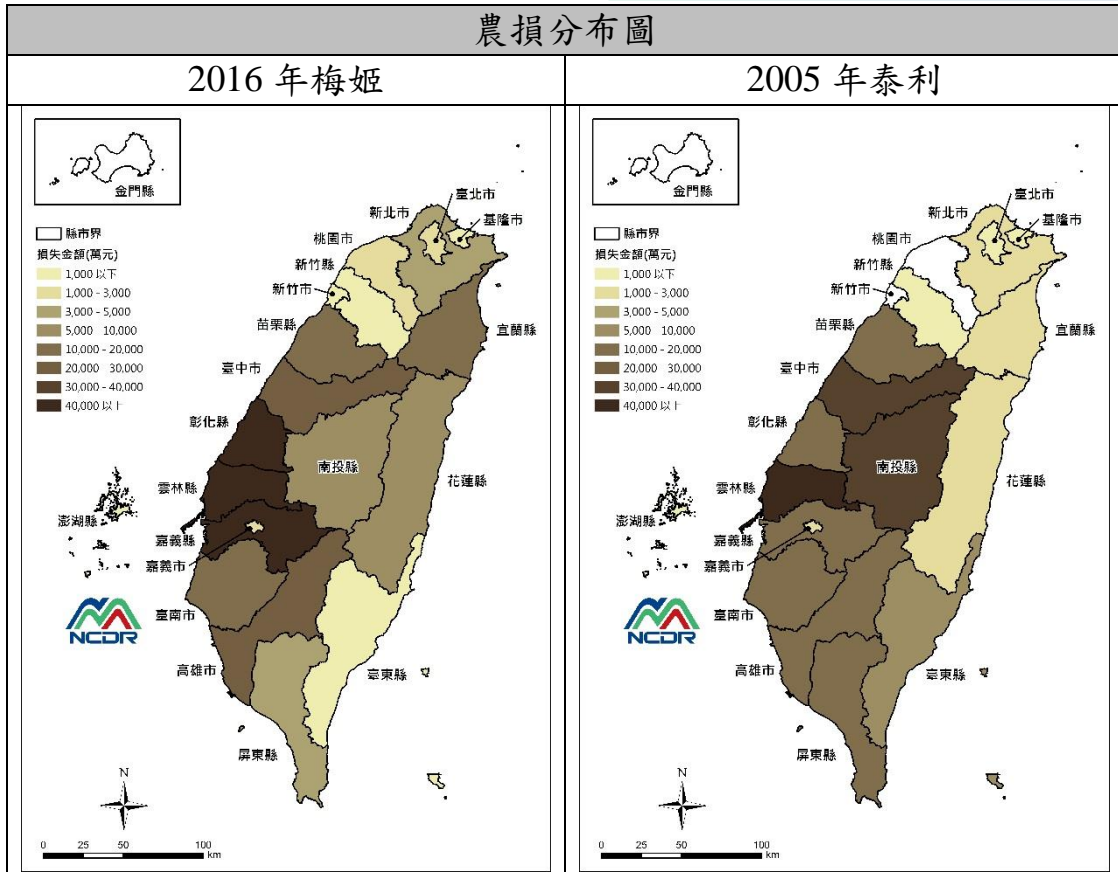 農損分布圖
2016 年梅姬
2005 年泰利
金門縣
臺北市
新北市
基隆市
桃園市
縣市界
損失金額(萬元)
新竹縣
1,000 以下
新竹市
1,000 - 3,000
3,000 - 5,000
苗栗縣
宜蘭縣
5,000 10,000
10,000 - 20,000
臺中市
20,000 30,000
30,000 - 40,000
40,000 以上
彰化縣
南投縣
雲林縣
花蓮縣
澎湖縣
嘉義縣
嘉義市
NCDR
臺南市
高雄市
臺東縣
屏東縣
N
0 25 50 100
km
金門縣
臺北市
新北市
基隆市
桃園市
縣市界
損失金額(萬元)
新竹縣
1,000 以下
新竹市
1,000 - 3,000
3,000 - 5,000
苗栗縣
宜蘭縣
5,000 10,000
10,000 - 20,000
臺中市
20,000 30,000
30,000 - 40,000
40,000 以上
彰化縣
南投縣
雲林縣
花蓮縣
澎湖縣
嘉義縣
嘉義市
NCDR
臺南市
高雄市
臺東縣
屏東縣
N
0 25 50 100
km